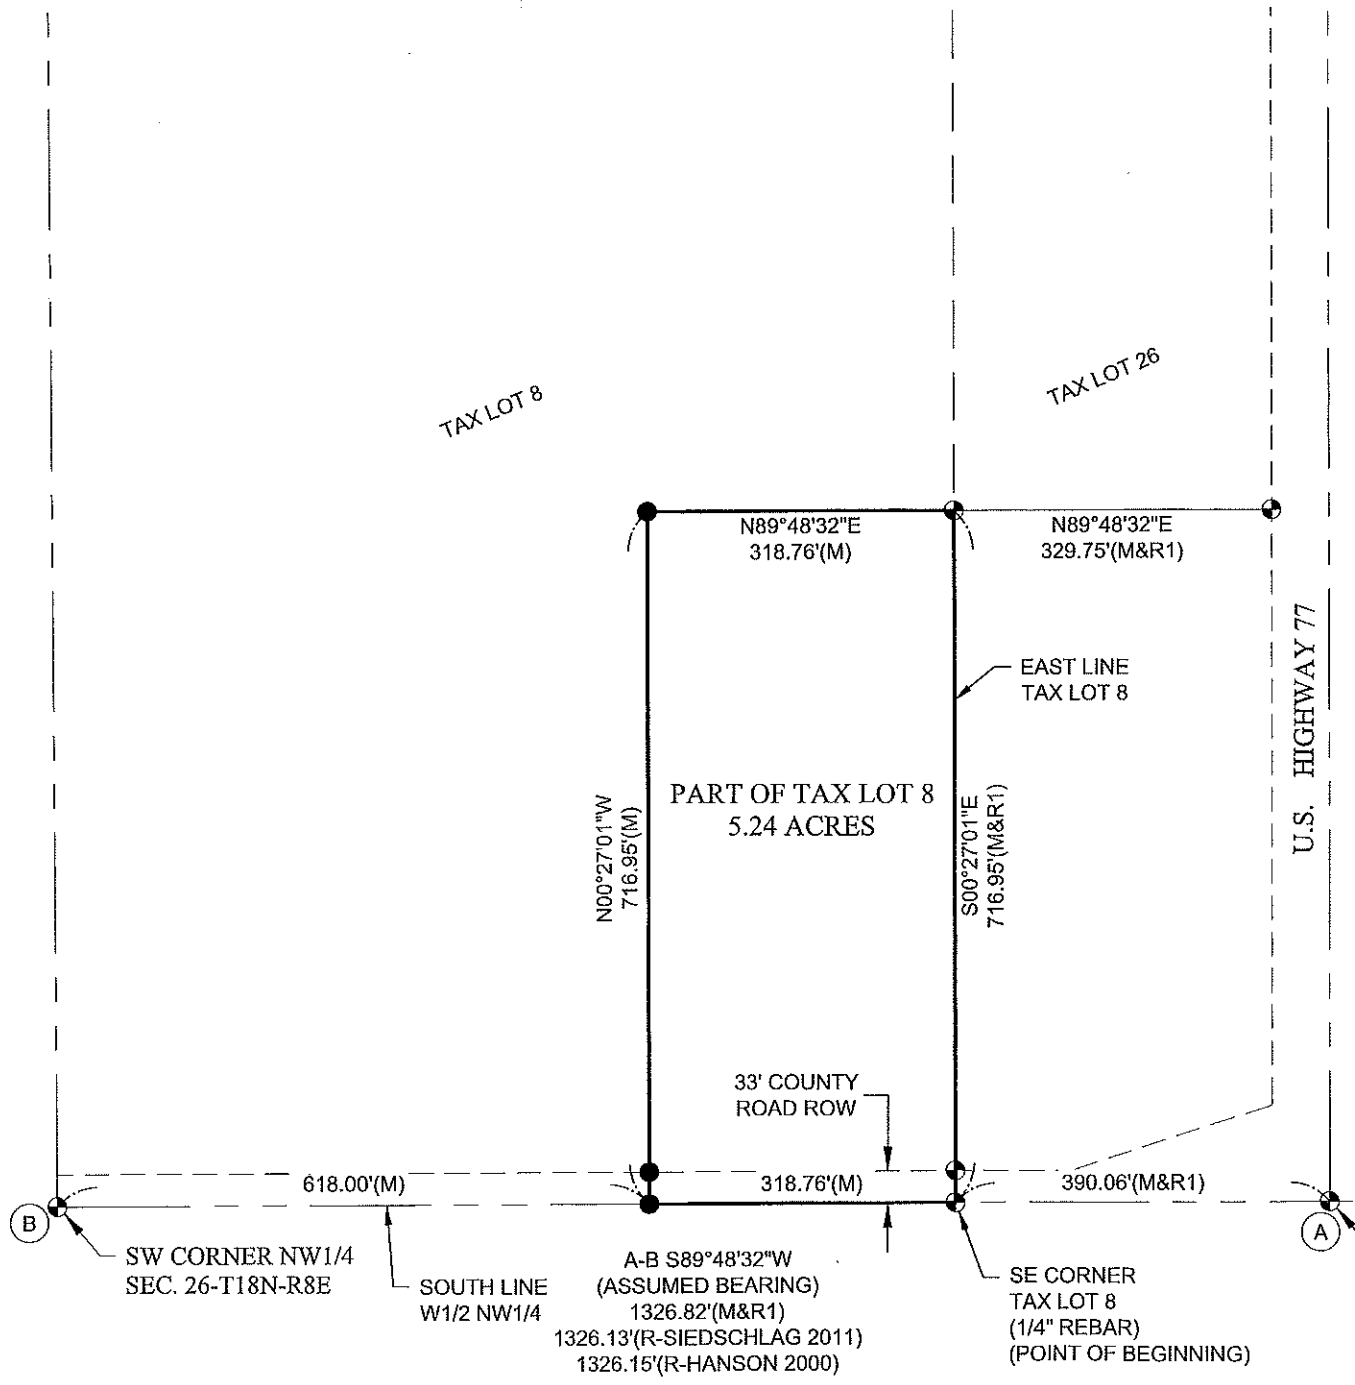 TAX LOT 8
TAX LOT 26
N89°48'32"E
318.76'(M)
N89°48'32"E
329.75'(M&R1)
U.S. HIGHWAY 77
EAST LINE
TAX LOT 8
PART OF TAX LOT 8
5.24 ACRES
N00°27'01"W
716.95'(M)
S00°27'01"E
716.95'(M&R1)
33' COUNTY
ROAD ROW
618.00'(M)
318.76'(M)
390.06'(M&R1)
B
A
SW CORNER NW1/4
SEC. 26-T18N-R8E
SOUTH LINE
W1/2 NW1/4
A-B S89°48'32"W
(ASSUMED BEARING)
1326.82'(M&R1)
1326.13'(R-SIEDSCHLAG 2011)
1326.15'(R-HANSON 2000)
SE CORNER
TAX LOT 8
(1/4" REBAR)
(POINT OF BEGINNING)